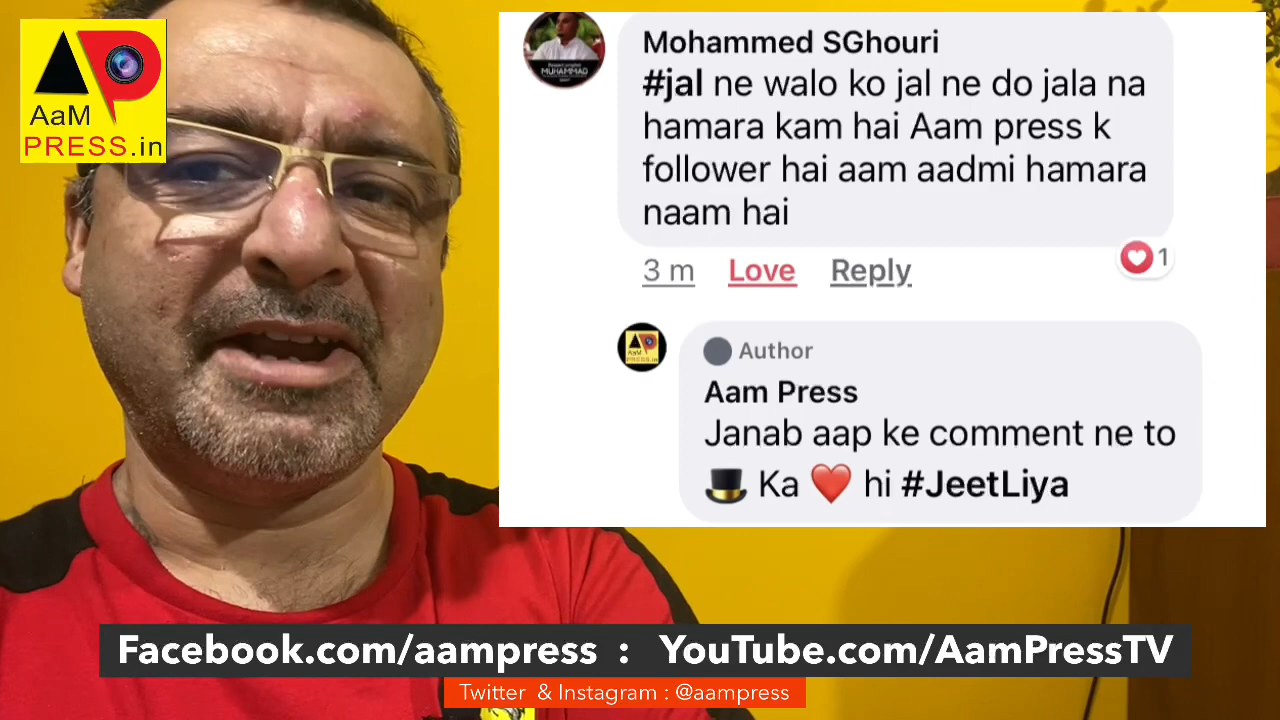 AP
AaM
PRESS.in
MUHAMMAD
Mohammed SGhouri
#jal ne walo ko jal ne do jala na
hamara kam hai Aam press k
follower hai aam aadmi hamara
naam hai
3 m Love Reply
1
Author
Aam Press
Janab aap ke comment ne to
🎩 Ka ❤️ hi #JeetLiya
Facebook.com/aampress : YouTube.com/AamPressTV
Twitter & Instagram : @aampress